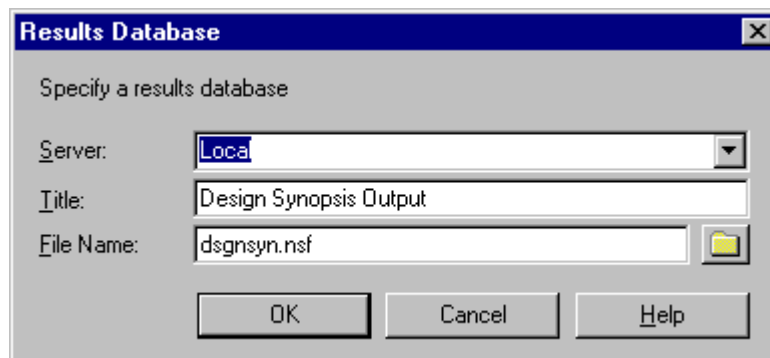 Results Database
Specify a results database
Server: Local
Title: Design Synopsis Output
File Name: dsgnsyn.nsf
OK Cancel Help